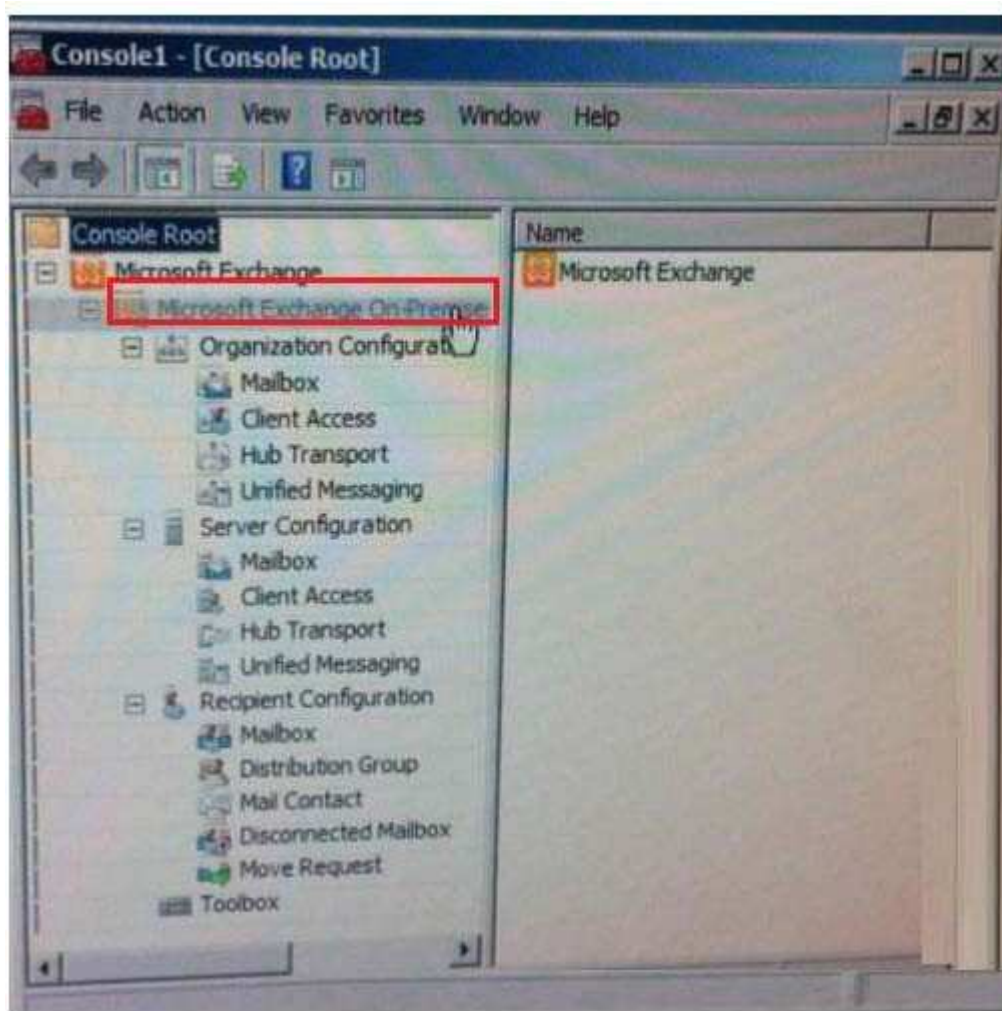 Console1 - [Console Root]
File Action View Favorites Window Help
Console Root
Name
Microsoft Exchange
Microsoft Exchange
Microsoft Exchange On-Premise
Organization Configurat
Mailbox
Client Access
Hub Transport
Unified Messaging
Server Configuration
Mailbox
Client Access
Hub Transport
Unified Messaging
Recipient Configuration
Mailbox
Distribution Group
Mail Contact
Disconnected Mailbox
Move Request
Toolbox